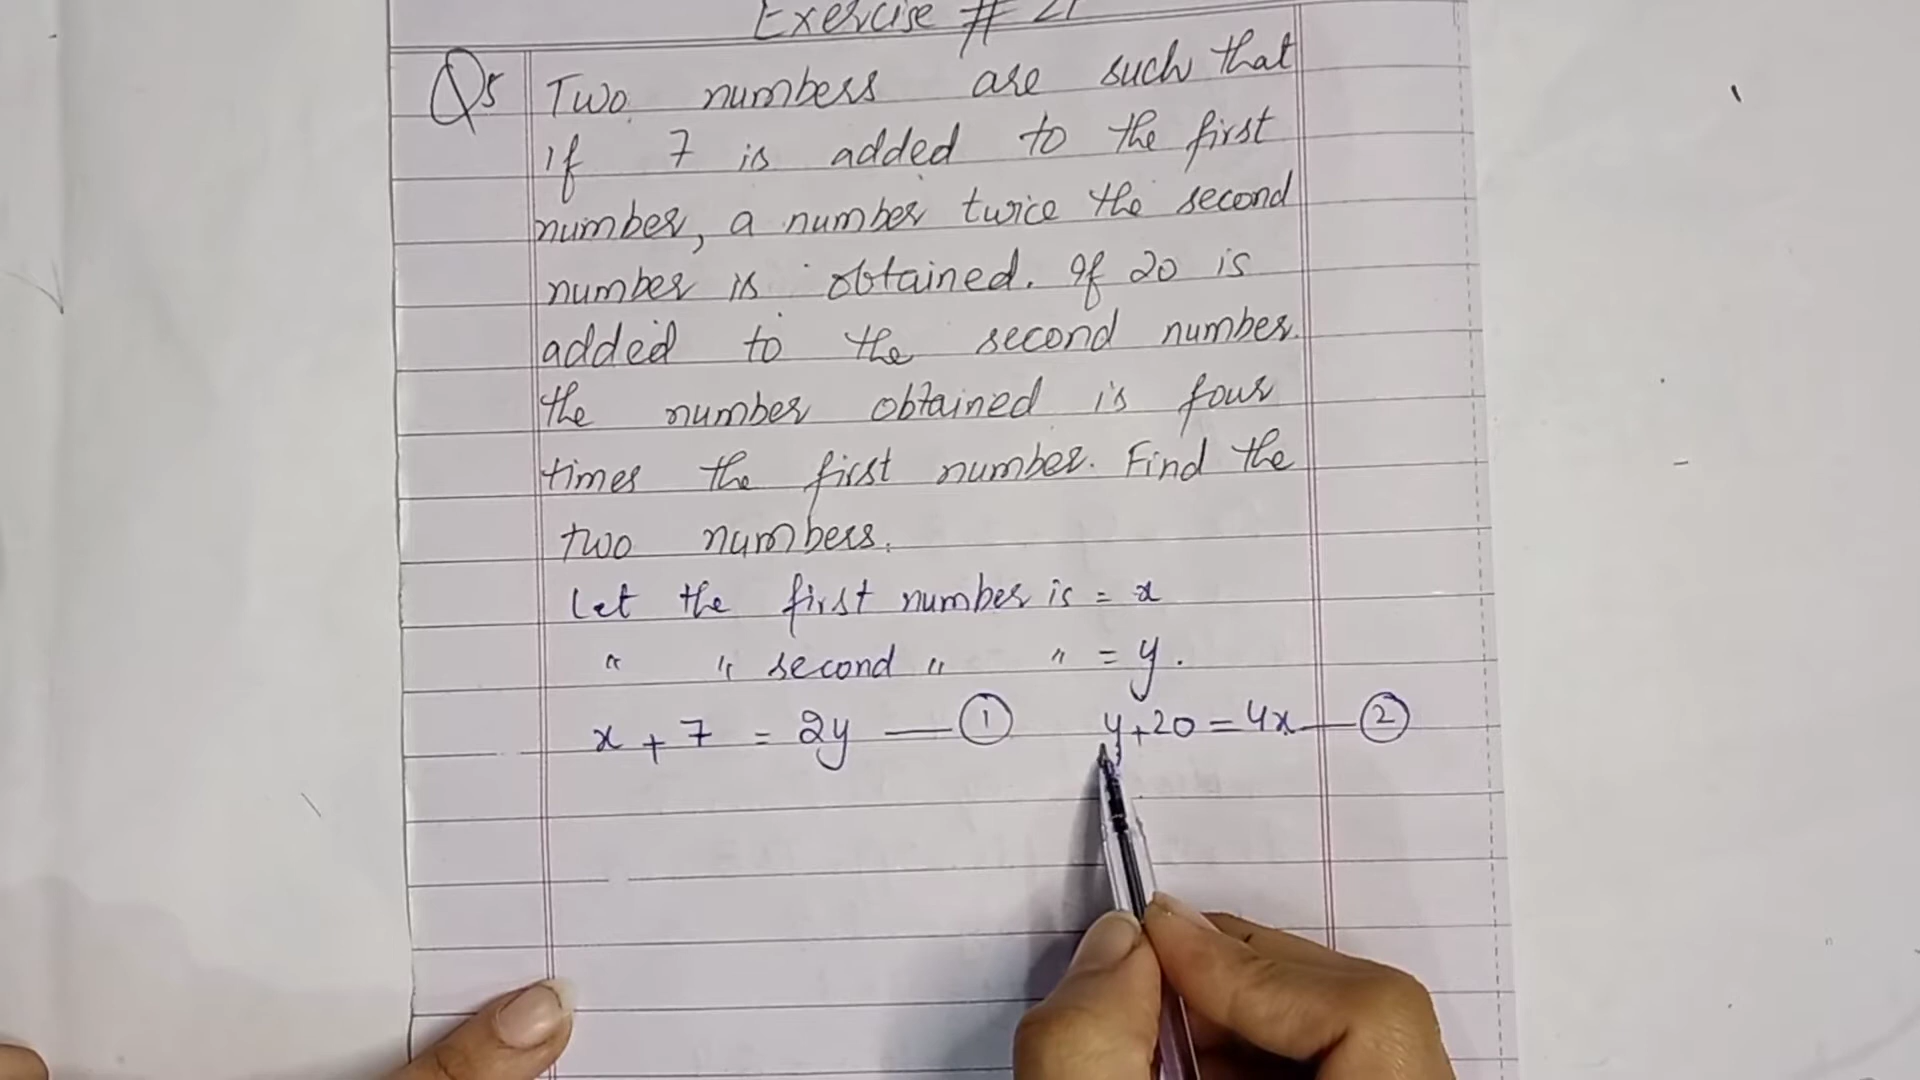 Exercise #
Q5 Two numbers are such that
if 7 is added to the first
number, a number twice the second
number is obtained. If 20 is
added to the second number.
the number obtained is four
times the first number. Find the
two numbers.
Let the first number is = x
" " second " " = y.
x + 7 = 2y — ① y+20 = 4x — ②